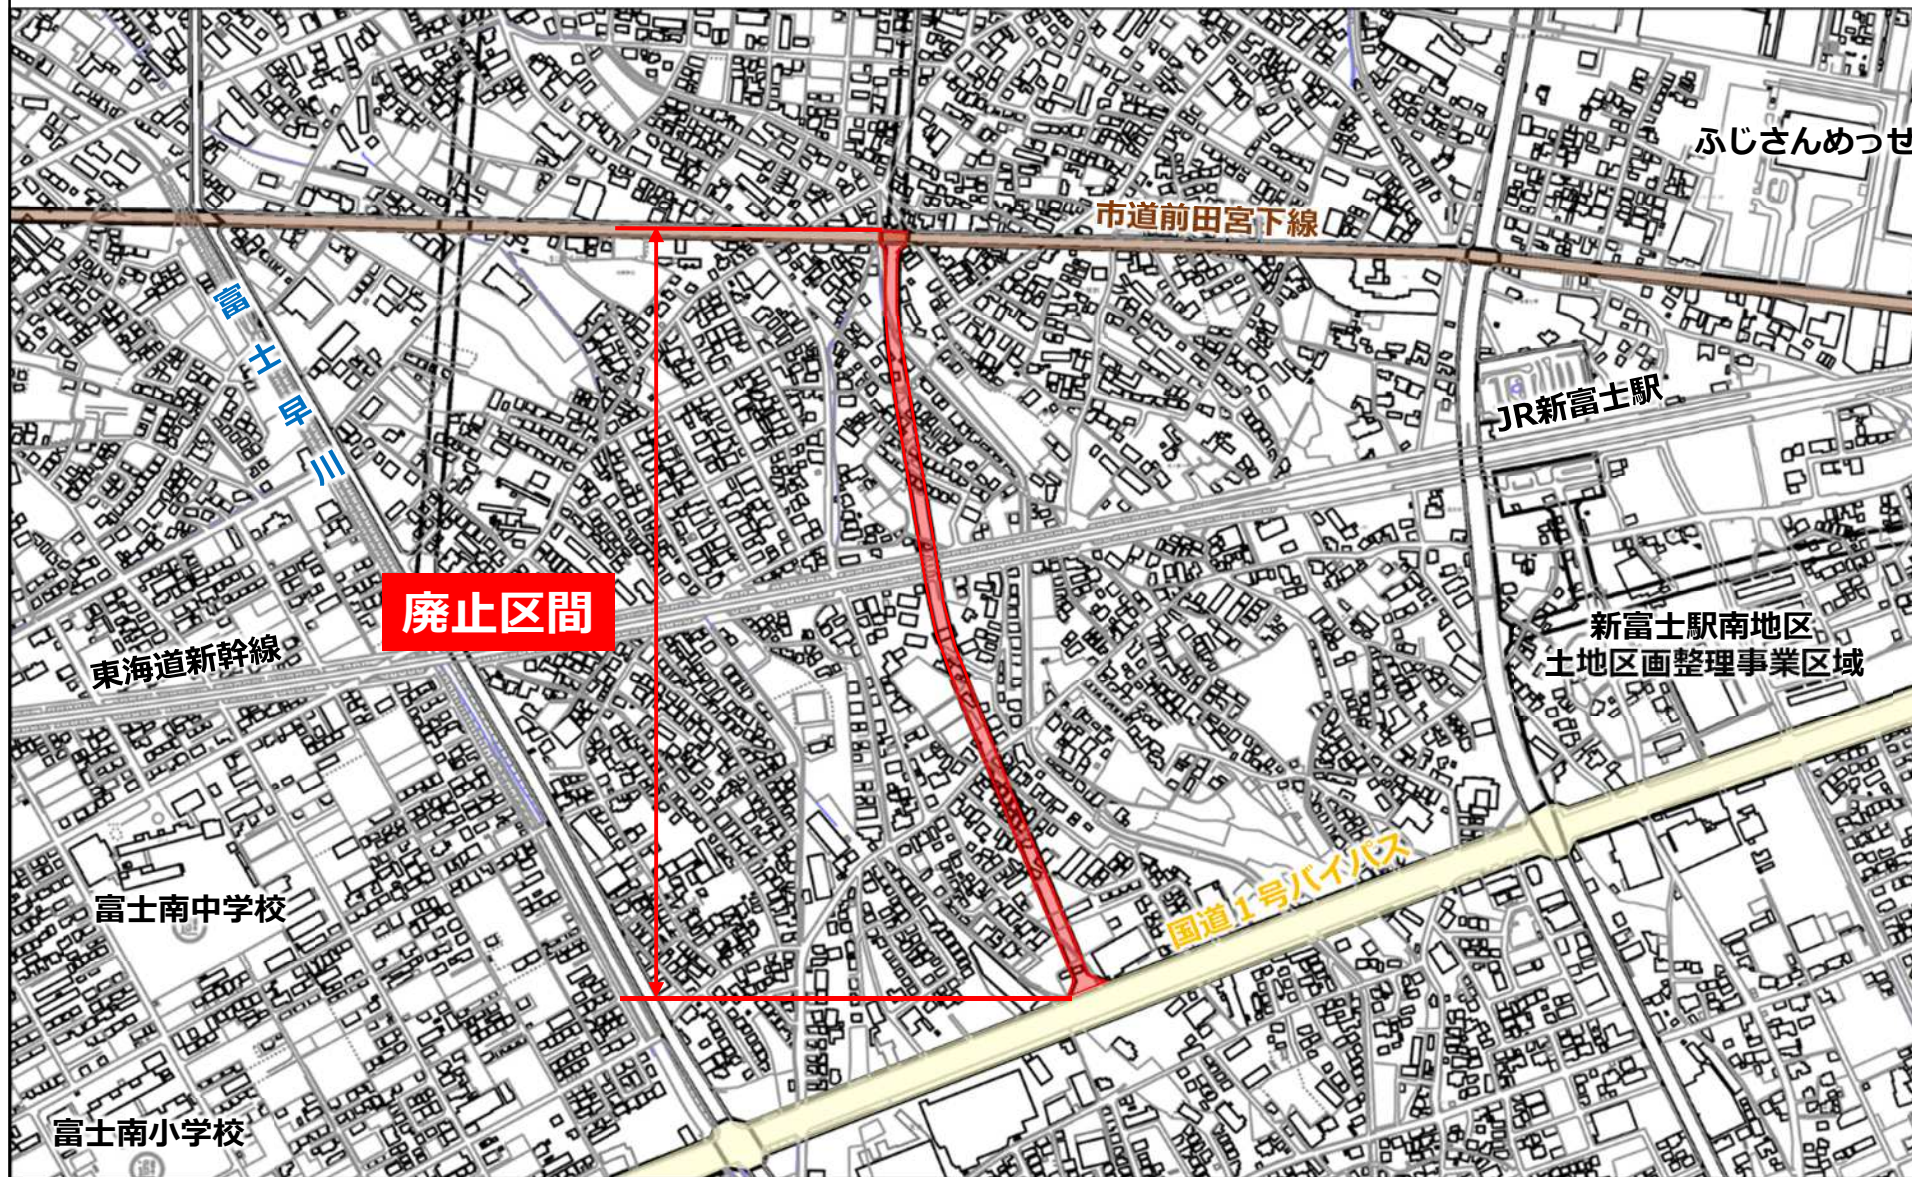 ふじさんめっせ
市道前田宮下線
富士早川
JR新富士駅
廃止区間
新富士駅南地区
土地区画整理事業区域
東海道新幹線
国道1号バイパス
富士南中学校
富士南小学校